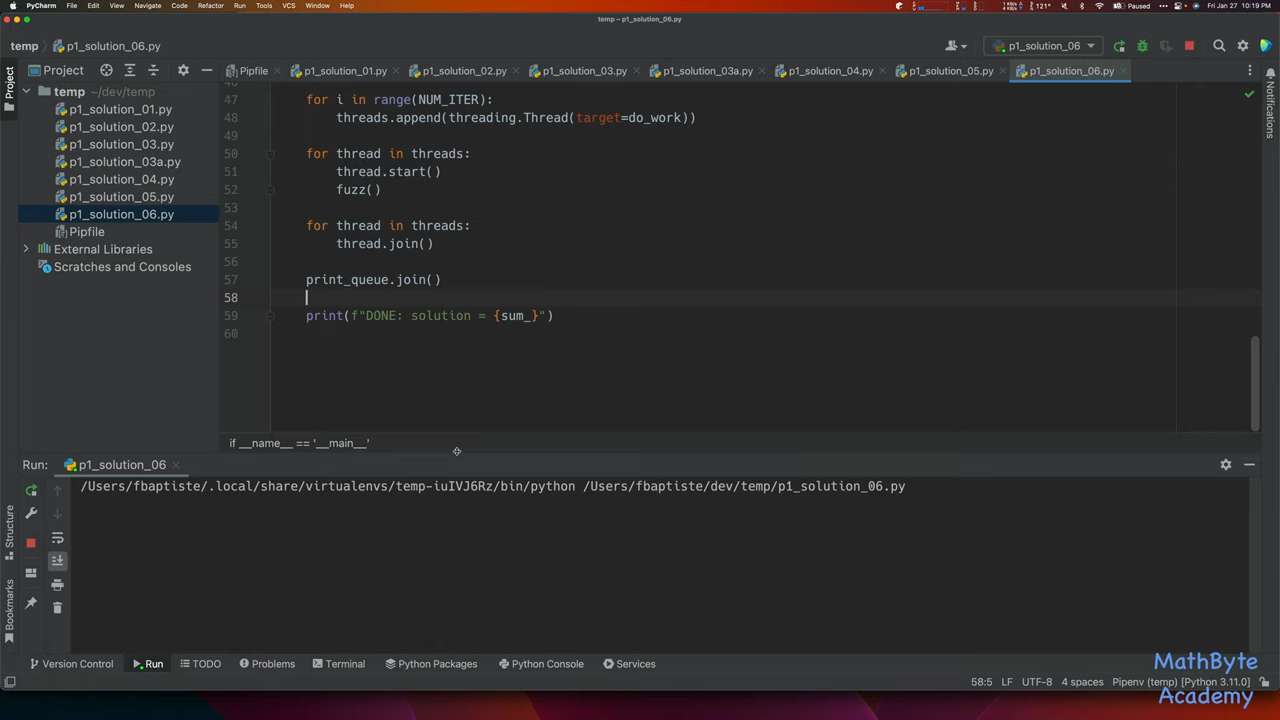 PyCharm File Edit View Navigate Code Refactor Run Tools VCS Window Help 121° Paused Fri Jan 27 10:19 PM
temp – p1_solution_06.py
temp p1_solution_06.py p1_solution_06
Project Project Pipfile p1_solution_01.py p1_solution_02.py p1_solution_03.py p1_solution_03a.py p1_solution_04.py p1_solution_05.py p1_solution_06.py
Notifications
temp ~/dev/temp
p1_solution_01.py
p1_solution_02.py
p1_solution_03.py
p1_solution_03a.py
p1_solution_04.py
p1_solution_05.py
p1_solution_06.py
Pipfile
External Libraries
Scratches and Consoles
47 for i in range(NUM_ITER):
48 threads.append(threading.Thread(target=do_work))
49
50 for thread in threads:
51 thread.start()
52 fuzz()
53
54 for thread in threads:
55 thread.join()
56
57 print_queue.join()
58
59 print(f"DONE: solution = {sum_}")
60
if __name__ == '__main__'
Run: p1_solution_06
/Users/fbaptiste/.local/share/virtualenvs/temp-iuIVJ6Rz/bin/python /Users/fbaptiste/dev/temp/p1_solution_06.py
Structure
Bookmarks
Version Control Run TODO Problems Terminal Python Packages Python Console Services
58:5 LF UTF-8 4 spaces Pipenv (temp) [Python 3.11.0]
MathByte
Academy